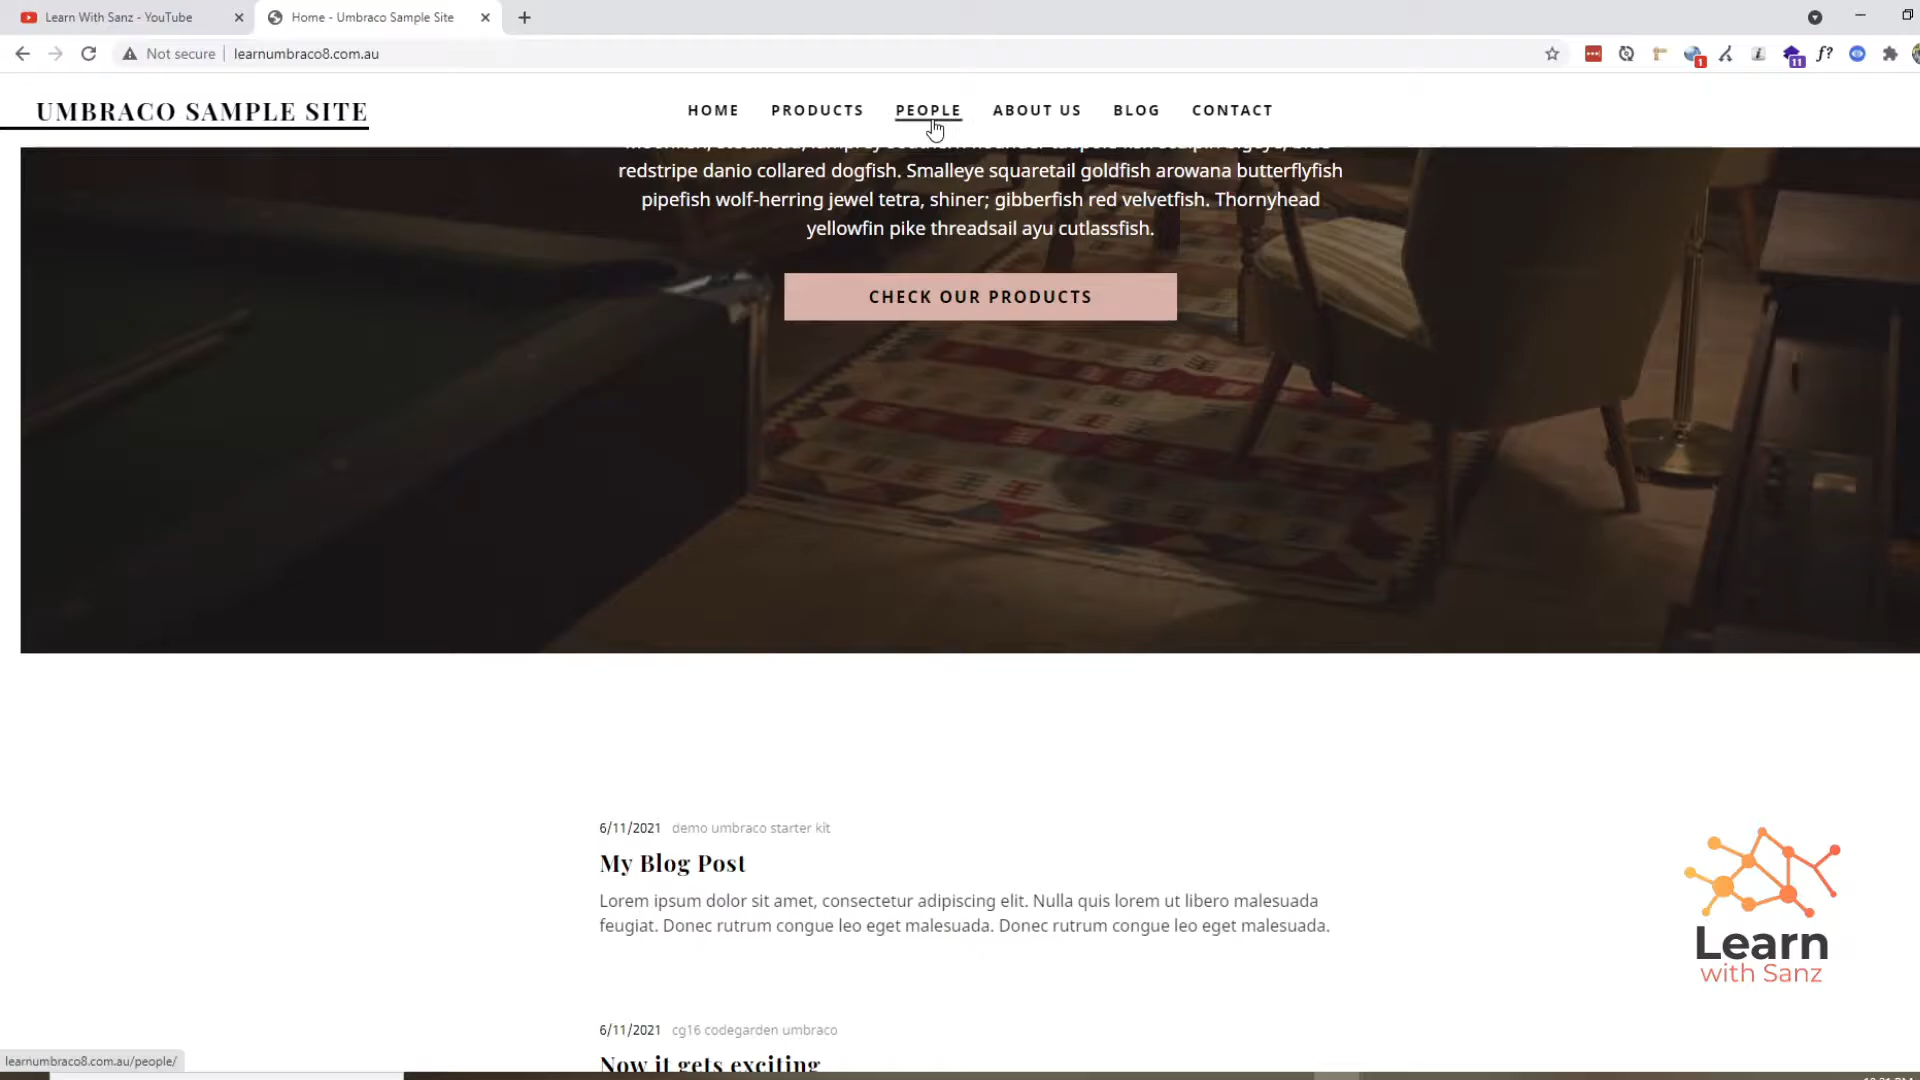 Learn With Sanz - YouTube
Home - Umbraco Sample Site
Not secure
learnumbraco8.com.au
1
11
f?
UMBRACO SAMPLE SITE
HOME
PRODUCTS
PEOPLE
ABOUT US
BLOG
CONTACT
redstripe danio collared dogfish. Smalleye squaretail goldfish arowana butterflyfish
pipefish wolf-herring jewel tetra, shiner; gibberfish red velvetfish. Thornyhead
yellowfin pike threadsail ayu cutlassfish.
CHECK OUR PRODUCTS
6/11/2021 demo umbraco starter kit
My Blog Post
Lorem ipsum dolor sit amet, consectetur adipiscing elit. Nulla quis lorem ut libero malesuada
feugiat. Donec rutrum congue leo eget malesuada. Donec rutrum congue leo eget malesuada.
Learn
with Sanz
6/11/2021 cg16 codegarden umbraco
Now it gets exciting
learnumbraco8.com.au/people/